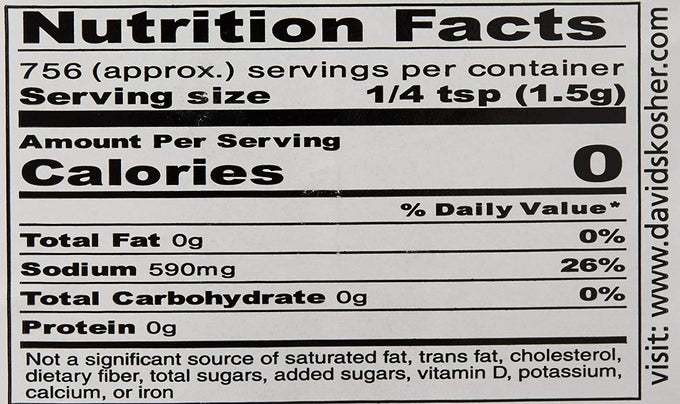 Nutrition Facts
756 (approx.) servings per container
Serving size 1/4 tsp (1.5g)
Amount Per Serving
Calories 0
% Daily Value*
Total Fat 0g 0%
Sodium 590mg 26%
Total Carbohydrate 0g 0%
Protein 0g
Not a significant source of saturated fat, trans fat, cholesterol,
dietary fiber, total sugars, added sugars, vitamin D, potassium,
calcium, or iron
visit: www.davidskosher.com